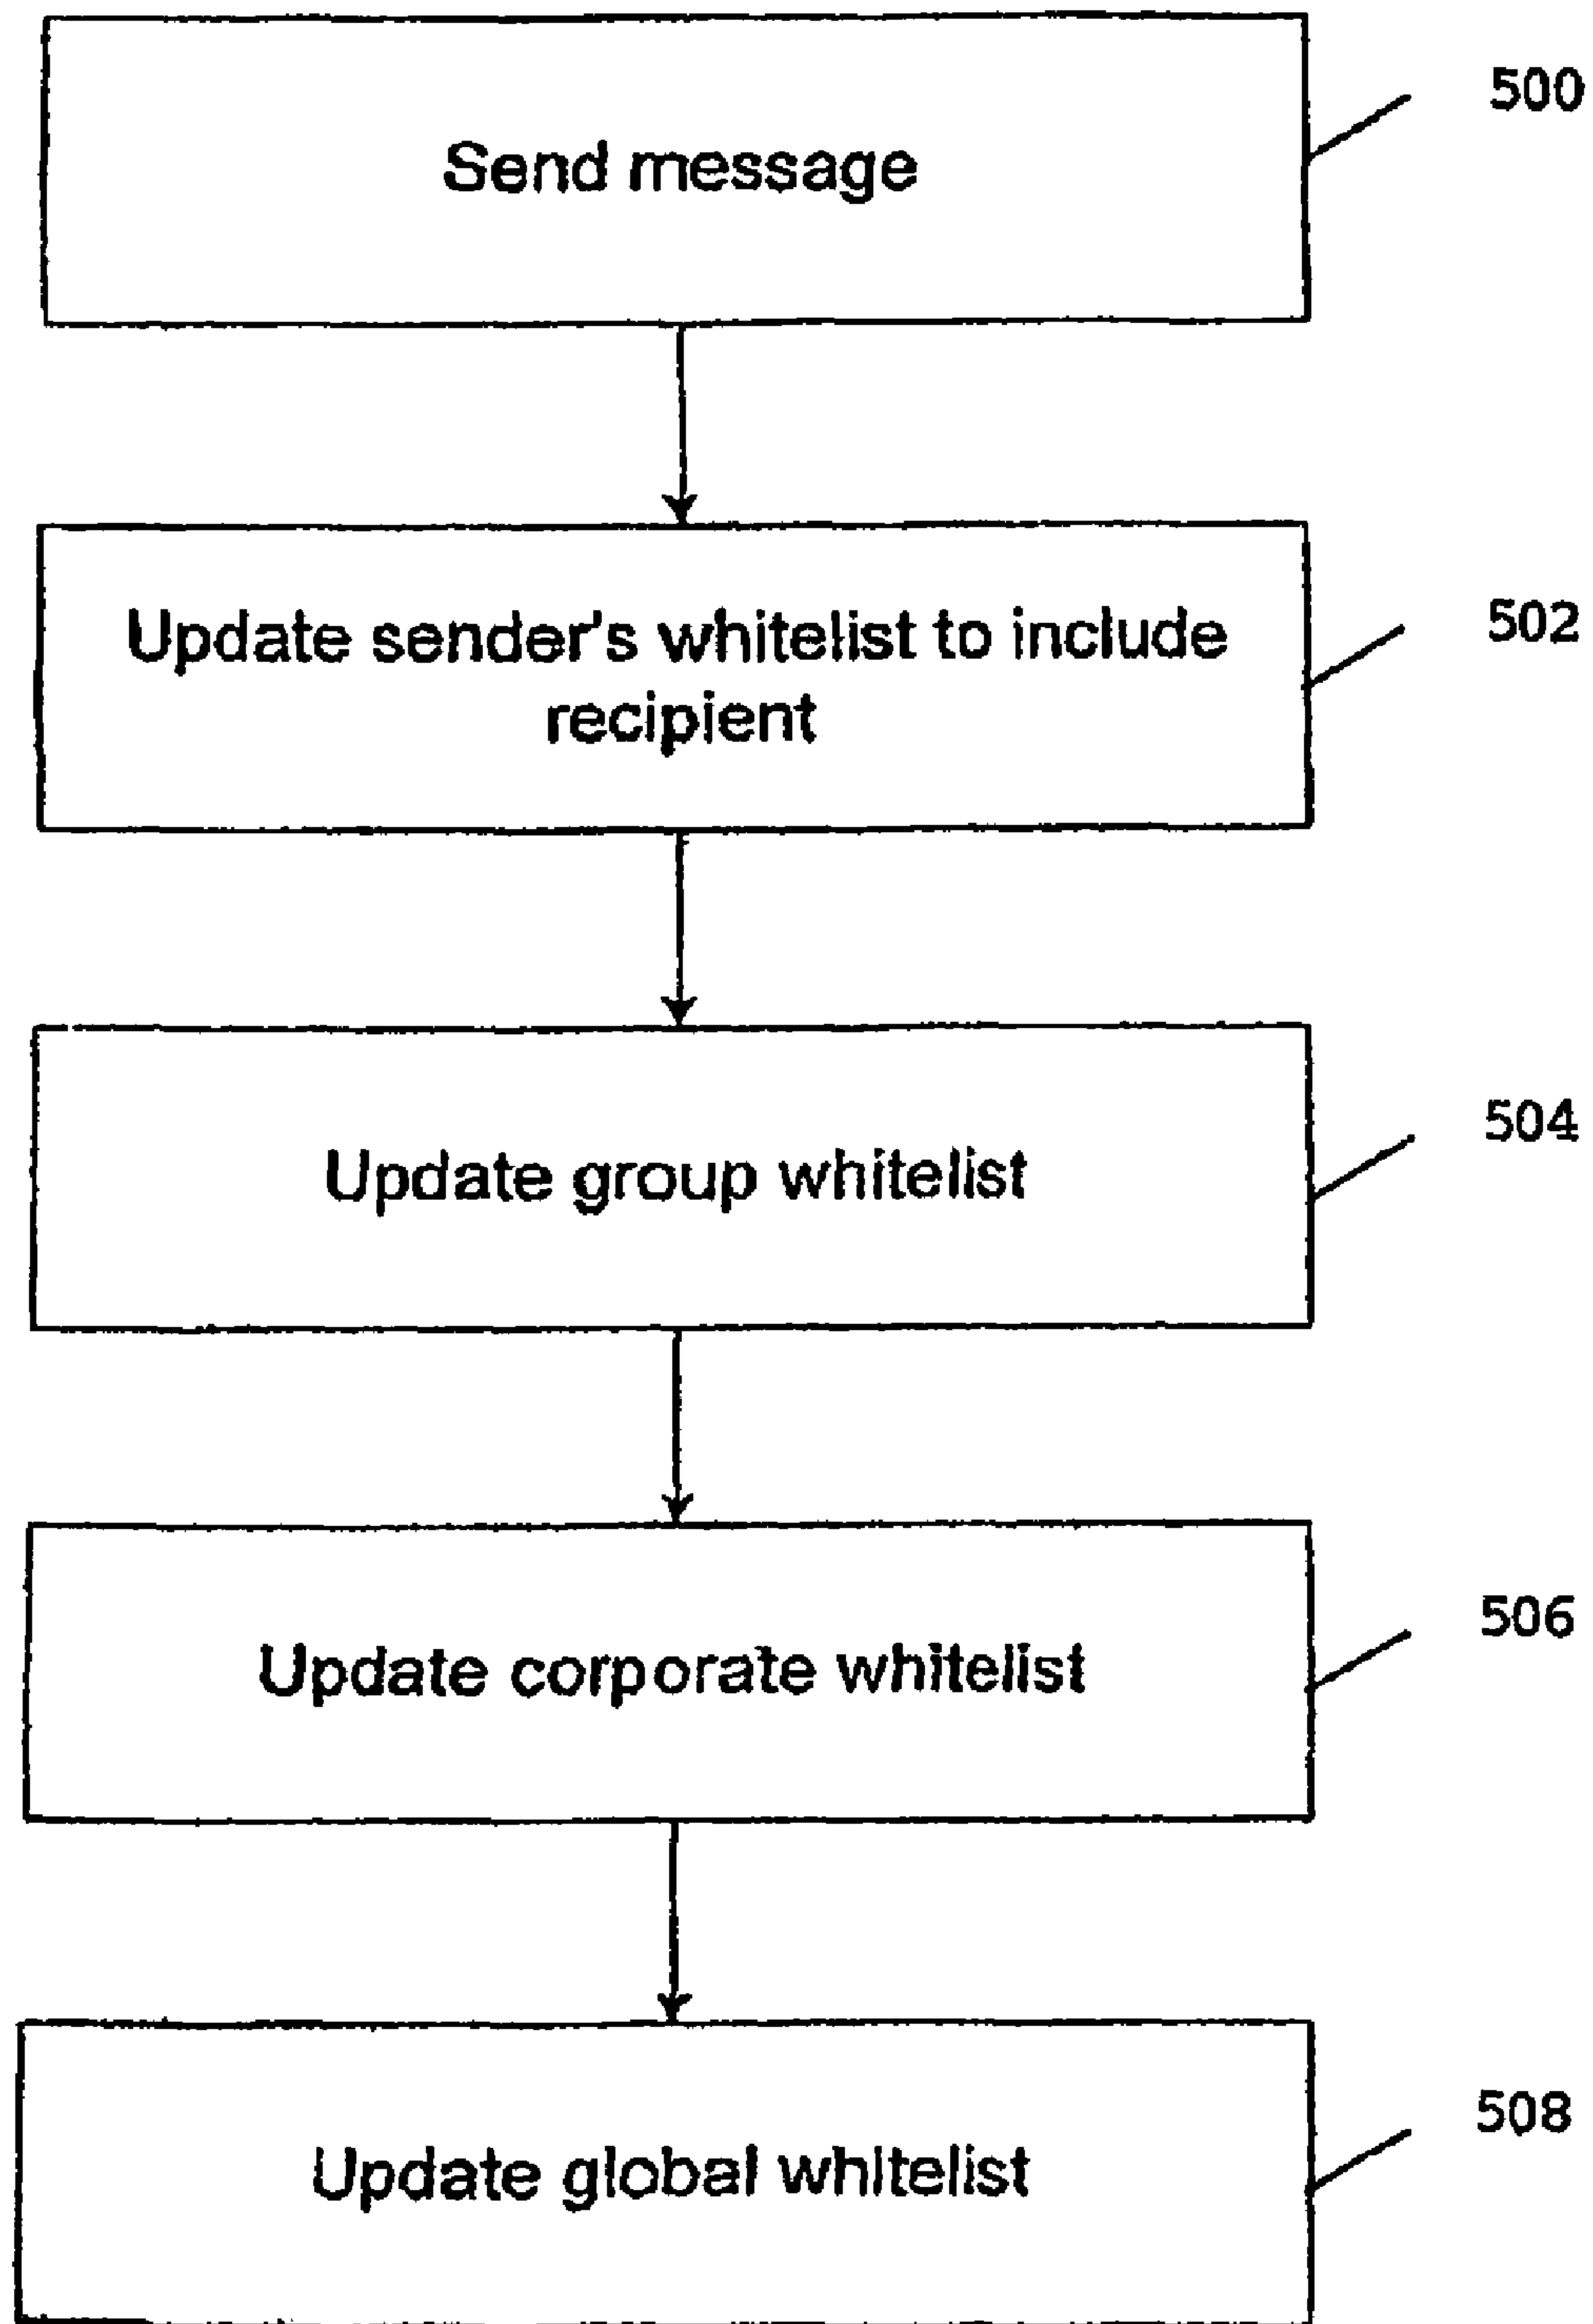 Send message
500
Update sender's whitelist to include
recipient
502
Update group whitelist
504
Update corporate whitelist
506
Update global whitelist
508